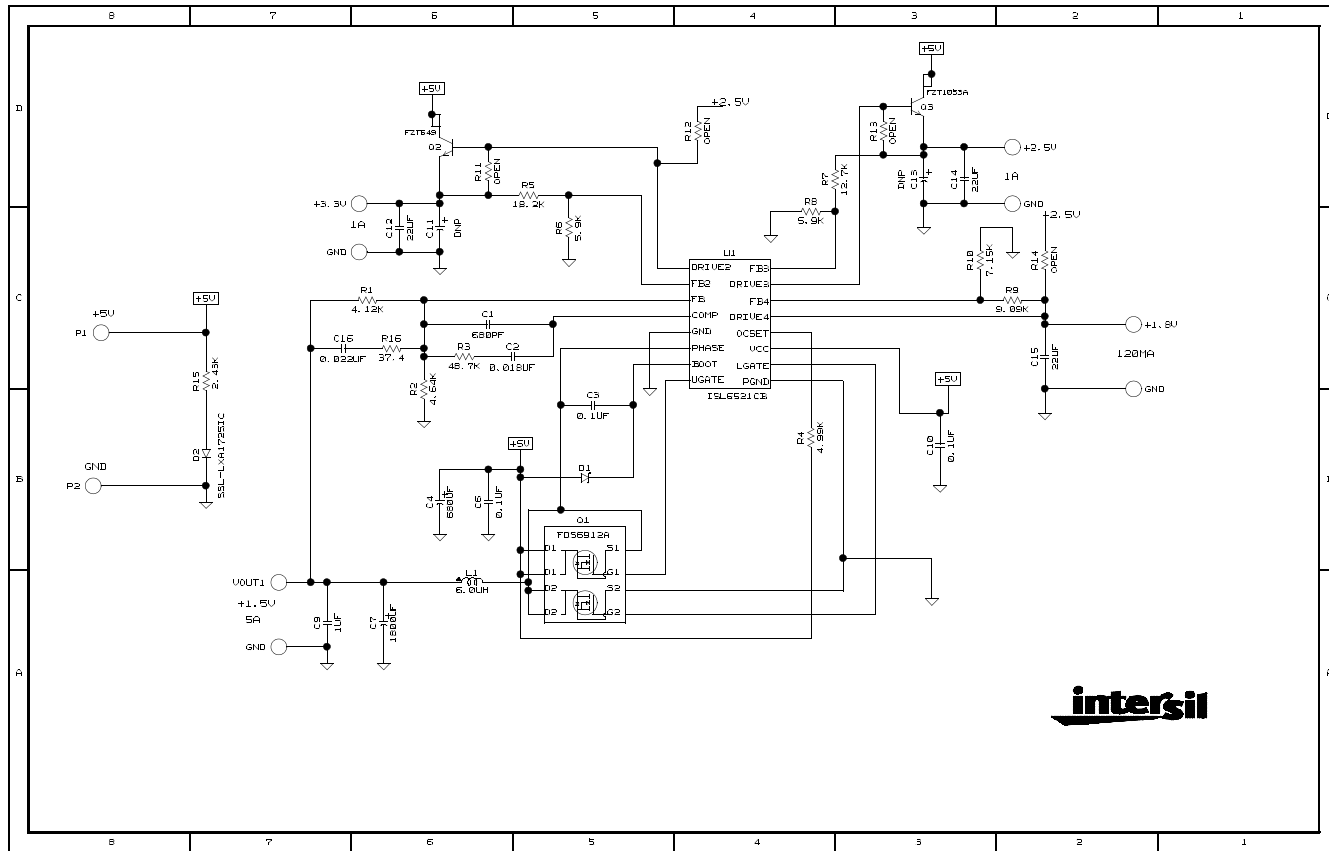 8 7 6 5 4 3 2 1
D
+5V
FZT649
Q2
R11
OPEN
R12
OPEN
+2.5V
+5V
FZT1053A
Q3
R13
OPEN
R7
12.7K
DNP
C13
+
C14
22UF
+2.5V
1A
GND
+3.3V
1A
GND
C12
22UF
C11
+
DNP
R5
18.2K
R6
5.9K
R8
5.9K
R10
7.15K
+2.5V
R14
OPEN
R9
9.09K
+1.8V
120MA
GND
C15
22UF
C
U1
DRIVE2 FB3
FB2 DRIVE3
FB FB4
COMP DRIVE4
GND OCSET
PHASE VCC
BOOT LGATE
UGATE PGND
ISL6521CB
R1
4.12K
C1
680PF
C16
0.022UF
R16
37.4
R3
48.7K
C2
0.018UF
R2
4.64K
C3
0.1UF
R4
4.99K
+5V
C10
0.1UF
+5V
P1
+5V
R15
2.43K
D2
SSL-LXA1725IC
GND
P2
B
+5V
C4
+
680UF
C6
0.1UF
D1
Q1
FDS6912A
D1 S1
D1 G1
D2 S2
D2 G2
L1
6.0UH
VOUT1
+1.5V
5A
GND
C9
1UF
C7
+
1800UF
A
intersil
8 7 6 5 4 3 2 1